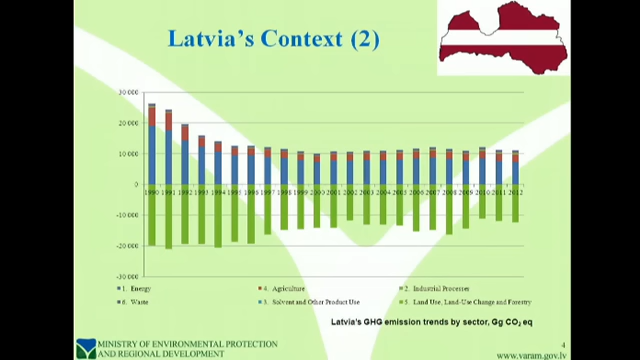 Latvia's Context (2)
30 000
20 000
10 000
0
-10 000
-20 000
-30 000
1990 1991 1992 1993 1994 1995 1996 1997 1998 1999 2000 2001 2002 2003 2004 2005 2006 2007 2008 2009 2010 2011 2012
1. Energy
4. Agriculture
2. Industrial Processes
6. Waste
3. Solvent and Other Product Use
5. Land Use, Land-Use Change and Forestry
Latvia's GHG emission trends by sector, Gg CO₂ eq
MINISTRY OF ENVIRONMENTAL PROTECTION
AND REGIONAL DEVELOPMENT
4
www.varam.gov.lv